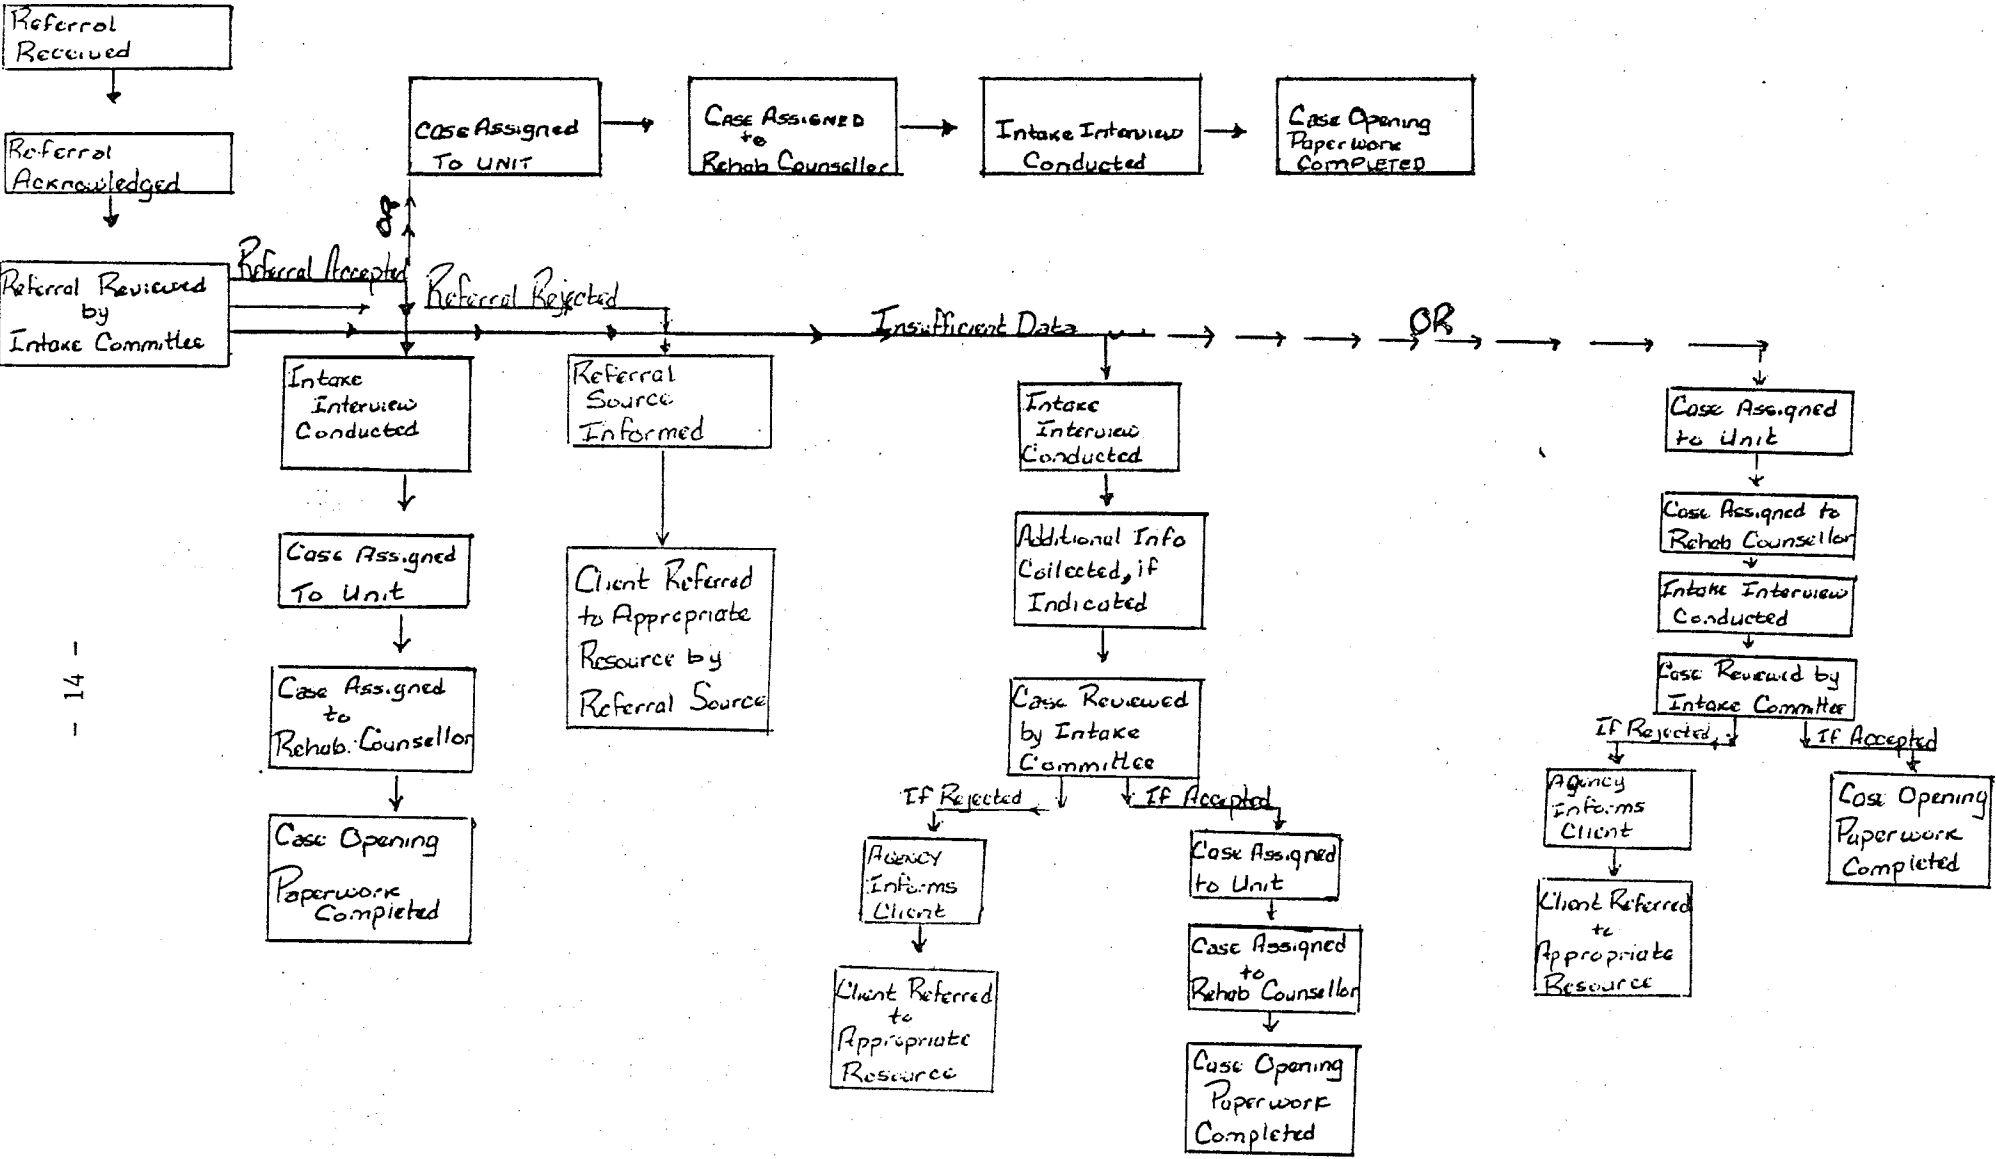 Referral
Received
Referral
Acknowledged
Referral Reviewed
by
Intake Committee
Referral Accepted
OR
Case Assigned
To UNIT
CASE ASSIGNED
to
Rehab Counsellor
Intake Interview
Conducted
Case Opening
Paperwork
COMPLETED
Referral Rejected
Insufficient Data
OR
Intake
Interview
Conducted
Case Assigned
To Unit
Case Assigned
to
Rehab. Counsellor
Case Opening
Paperwork
Completed
Referral
Source
Informed
Client Referred
to Appropriate
Resource by
Referral Source
Intake
Interview
Conducted
Additional Info
Collected, if
Indicated
Case Reviewed
by Intake
Committee
If Rejected
If Accepted
AGENCY
Informs
Client
Client Referred
to
Appropriate
Resource
Case Assigned
to Unit
Case Assigned
to
Rehab Counsellor
Case Opening
Paperwork
Completed
Case Assigned
to Unit
Case Assigned to
Rehab Counsellor
Intake Interview
Conducted
Case Reviewed by
Intake Committee
If Rejected
If Accepted
Agency
Informs
Client
Client Referred
to
Appropriate
Resource
Case Opening
Paperwork
Completed
- 14 -